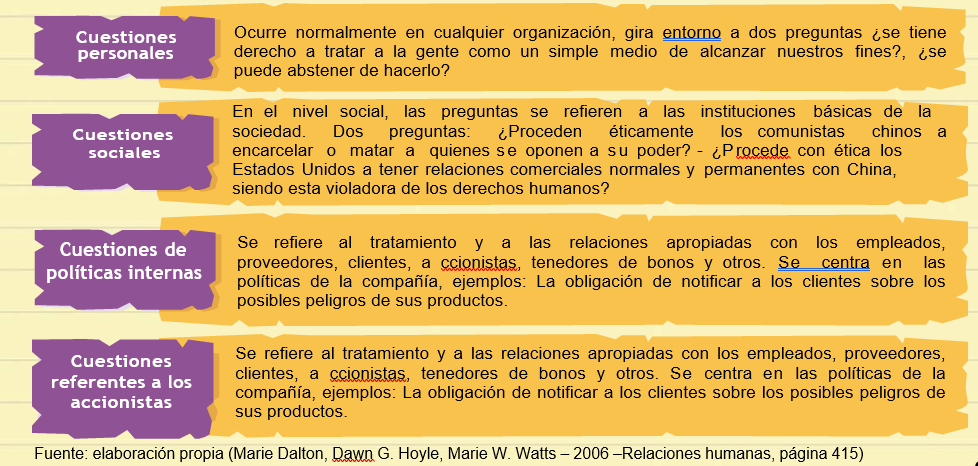 Cuestiones
personales
Ocurre normalmente en cualquier organización, gira entorno a dos preguntas ¿se tiene
derecho a tratar a la gente como un simple medio de alcanzar nuestros fines?, ¿se
puede abstener de hacerlo?
Cuestiones
sociales
En el nivel social, las preguntas se refieren a las instituciones básicas de la
sociedad. Dos preguntas: ¿Proceden éticamente los comunistas chinos a
encarcelar o matar a quienes se oponen a su poder? - ¿Procede con ética los
Estados Unidos a tener relaciones comerciales normales y permanentes con China,
siendo esta violadora de los derechos humanos?
Cuestiones de
políticas internas
Se refiere al tratamiento y a las relaciones apropiadas con los empleados,
proveedores, clientes, a ccionistas, tenedores de bonos y otros. Se centra en las
políticas de la compañía, ejemplos: La obligación de notificar a los clientes sobre los
posibles peligros de sus productos.
Cuestiones
referentes a los
accionistas
Se refiere al tratamiento y a las relaciones apropiadas con los empleados, proveedores,
clientes, a ccionistas, tenedores de bonos y otros. Se centra en las políticas de la
compañía, ejemplos: La obligación de notificar a los clientes sobre los posibles peligros de
sus productos.
Fuente: elaboración propia (Marie Dalton, Dawn G. Hoyle, Marie W. Watts – 2006 –Relaciones humanas, página 415)